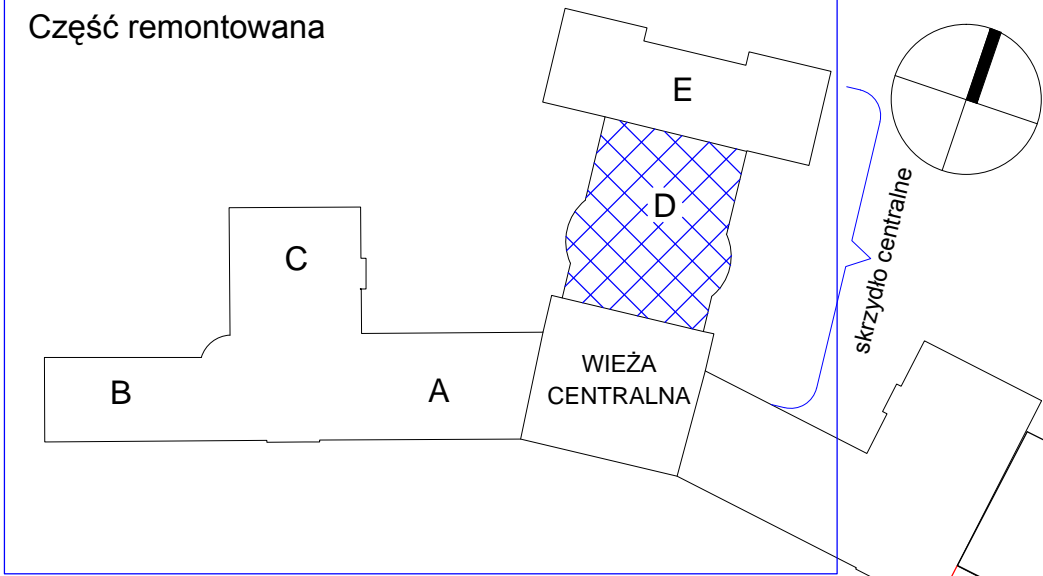 Część remontowana
E
D
skrzydło centralne
C
WIEŻA
CENTRALNA
B
A